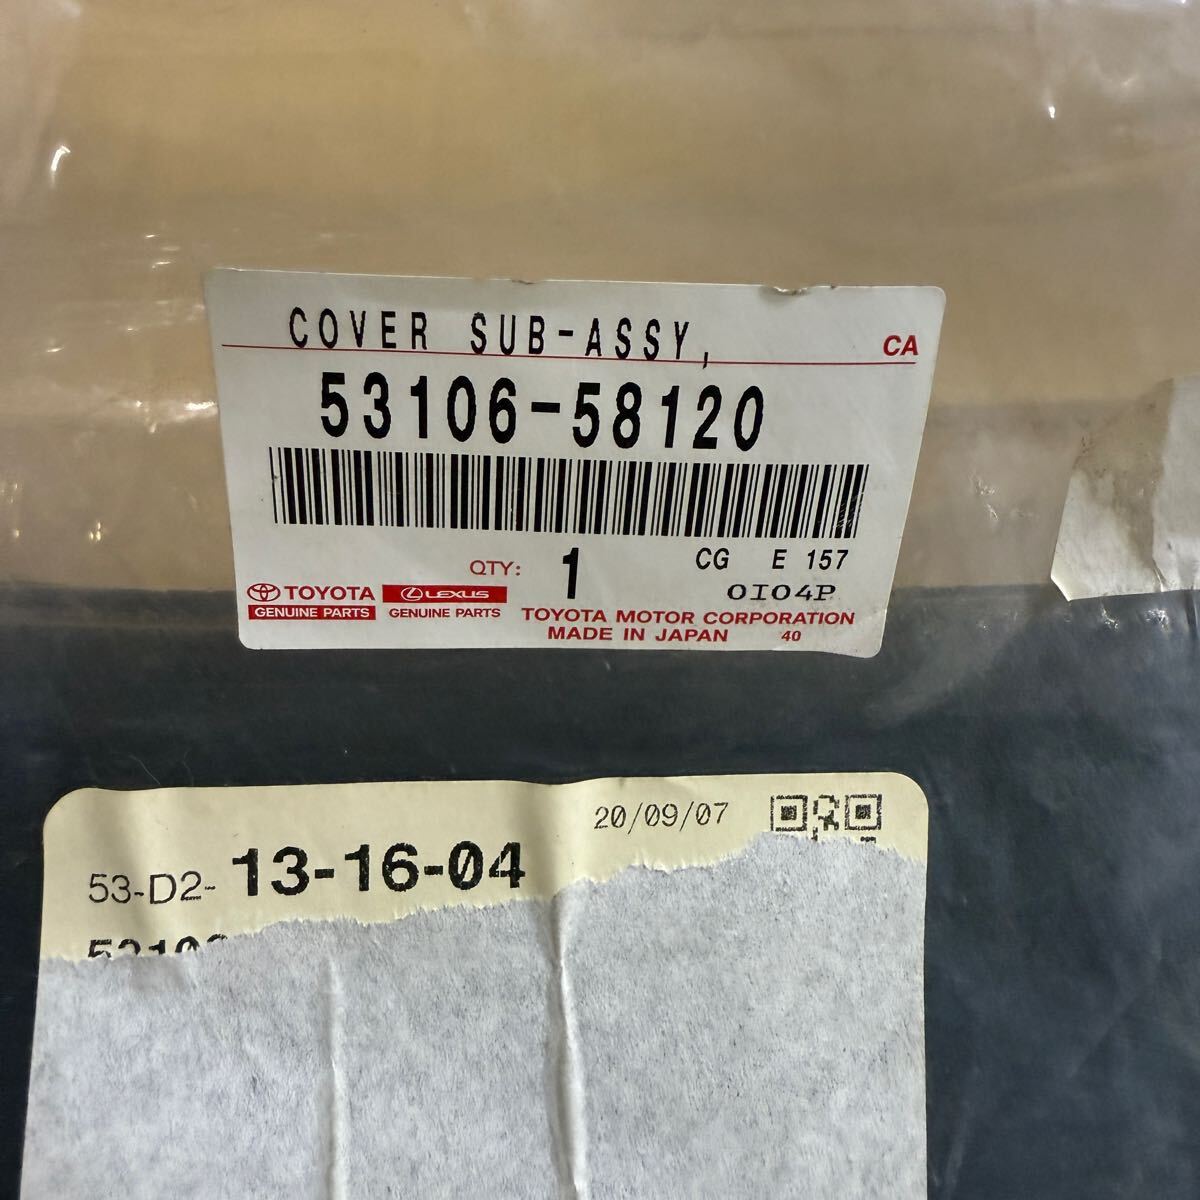 COVER SUB-ASSY,
CA
53106-58120
QTY: 1
CG E 157
OI04P
TOYOTA
GENUINE PARTS
LEXUS
GENUINE PARTS
TOYOTA MOTOR CORPORATION
MADE IN JAPAN 40
20/09/07
53-D2-13-16-04